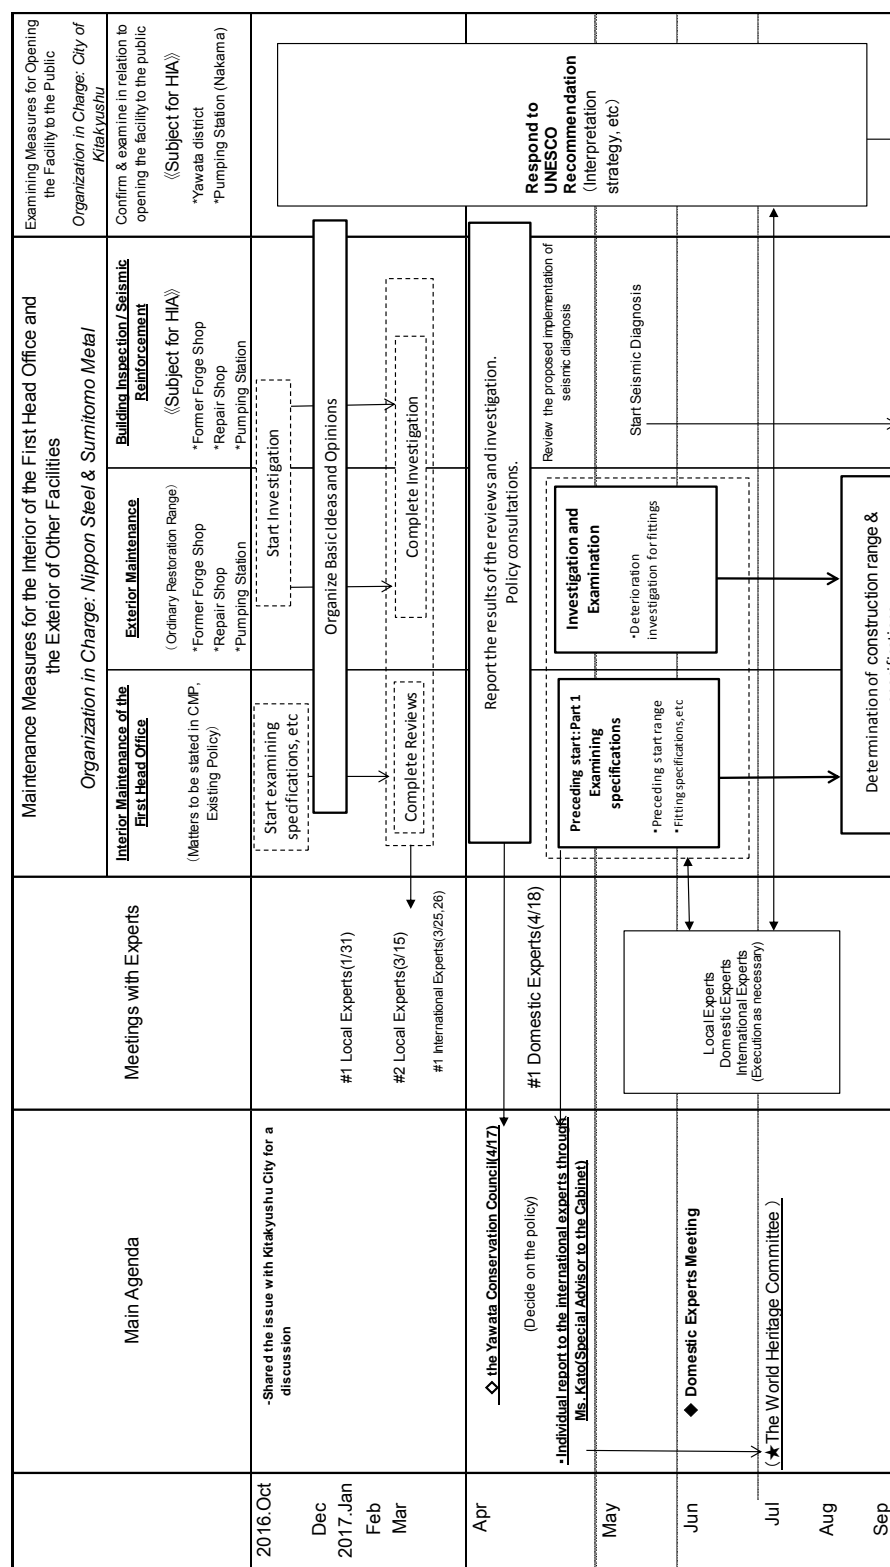 Main Agenda
Meetings with Experts
Maintenance Measures for the Interior of the First Head Office and
the Exterior of Other Facilities
Organization in Charge: Nippon Steel & Sumitomo Metal
Examining Measures for Opening
the Facility to the Public
Organization in Charge: City of
Kitakyushu
Interior Maintenance of the
First Head Office
(Matters to be stated in CMP,
Existing Policy)
Exterior Maintenance
(Ordinary Restoration Range)
*Former Forge Shop
*Repair Shop
*Pumping Station
Building Inspection / Seismic
Reinforcement
《Subject for HIA》
*Former Forge Shop
*Repair Shop
*Pumping Station
Confirm & examine in relation to
opening the facility to the public
《Subject for HIA》
*Yawata district
*Pumping Station (Nakama)
2016.Oct
-Shared the issue with Kitakyushu City for a
discussion
Start examining
specifications, etc
Start Investigation
Dec
2017.Jan
#1 Local Experts(1/31)
Organize Basic Ideas and Opinions
Feb
Mar
#2 Local Experts(3/15)
#1 International Experts(3/25,26)
Complete Reviews
Complete Investigation
Apr
◇ the Yawata Conservation Council(4/17)
(Decide on the policy)
Report the results of the reviews and investigation.
Policy consultations.
#1 Domestic Experts(4/18)
・Individual report to the international experts through
Ms. Kato(Special Advisor to the Cabinet)
Review the proposed implementation of
seismic diagnosis
Respond to
UNESCO
Recommendation
(Interpretation
strategy, etc)
May
Preceding start: Part 1
Examining
specifications
・Preceding start range
・Fitting specifications, etc
Investigation and
Examination
・Deterioration
investigation for fittings
Start Seismic Diagnosis
Jun
◆ Domestic Experts Meeting
Local Experts
Domestic Experts
International Experts
(Execution as necessary)
Jul
(★The World Heritage Committee )
Aug
Sep
Determination of construction range &